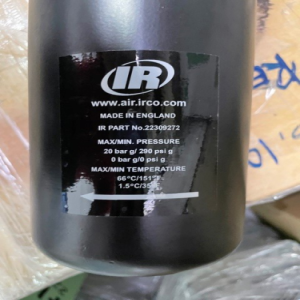 IR
www.air.irco.com
MADE IN ENGLAND
IR PART No.22309272
MAX/MIN. PRESSURE
20 bar g/ 290 psi g
0 bar g/0 psi g
MAX/MIN TEMPERATURE
66°C/151°F
1.5°C/35°F